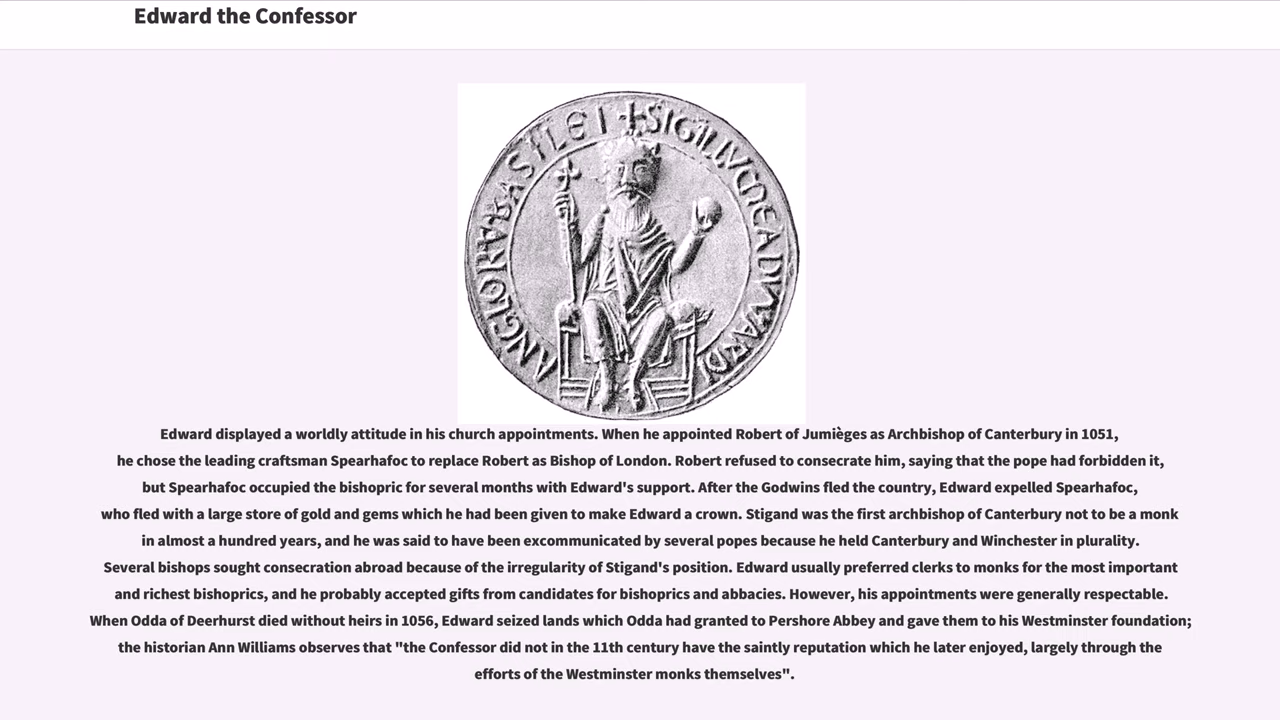 Edward the Confessor
SIGILLVM EADVVARDI ANGLORVM BASILEI
Edward displayed a worldly attitude in his church appointments. When he appointed Robert of Jumièges as Archbishop of Canterbury in 1051,
he chose the leading craftsman Spearhafoc to replace Robert as Bishop of London. Robert refused to consecrate him, saying that the pope had forbidden it,
but Spearhafoc occupied the bishopric for several months with Edward's support. After the Godwins fled the country, Edward expelled Spearhafoc,
who fled with a large store of gold and gems which he had been given to make Edward a crown. Stigand was the first archbishop of Canterbury not to be a monk
in almost a hundred years, and he was said to have been excommunicated by several popes because he held Canterbury and Winchester in plurality.
Several bishops sought consecration abroad because of the irregularity of Stigand's position. Edward usually preferred clerks to monks for the most important
and richest bishoprics, and he probably accepted gifts from candidates for bishoprics and abbacies. However, his appointments were generally respectable.
When Odda of Deerhurst died without heirs in 1056, Edward seized lands which Odda had granted to Pershore Abbey and gave them to his Westminster foundation;
the historian Ann Williams observes that "the Confessor did not in the 11th century have the saintly reputation which he later enjoyed, largely through the
efforts of the Westminster monks themselves".